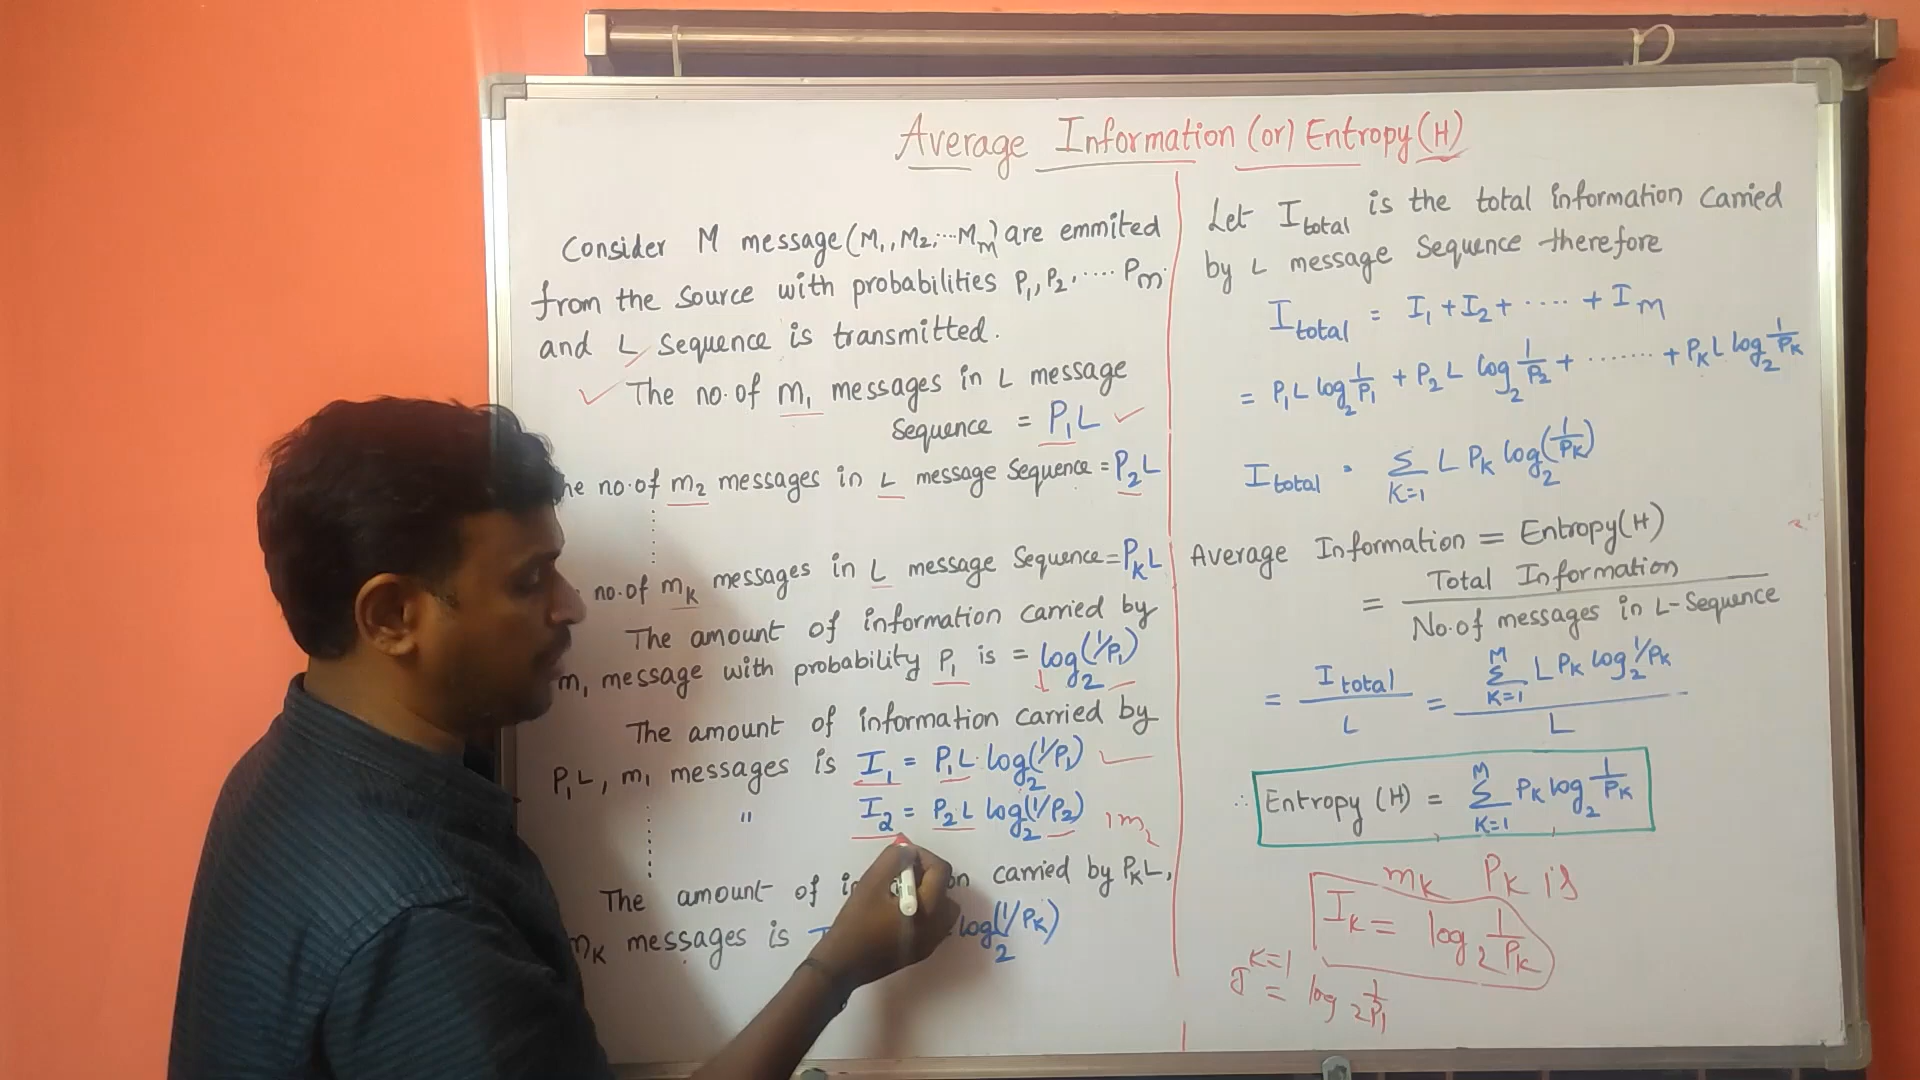 Average Information (or) Entropy (H)
Consider M message (M1, M2, ... Mm) are emmited
from the source with probabilities P1, P2, .... Pm.
and L sequence is transmitted.
The no. of m1 messages in L message
Sequence = P1L
he no. of m2 messages in L message Sequence = P2L
no. of mK messages in L message Sequence = PKL
The amount of information carried by
m1 message with probability P1 is = log2(1/P1)
The amount of information carried by
P1L, m1 messages is I1 = P1L. log2(1/P1)
" I2 = P2L log2(1/P2) 1 m2
The amount of carried by PKL,
mK messages is log2(1/PK)
Let Itotal is the total information carried
by L message Sequence therefore
Itotal = I1 + I2 + .... + IM
= P1L log2 1/P1 + P2L log2 1/P2 + ....... + PKL log2 1/PK
Itotal = Σ K=1 L PK log2(1/PK)
Average Information = Entropy (H)
= Total Information / No. of messages in L-Sequence
= Itotal / L = Σ M K=1 L PK log2 1/PK / L
∴ Entropy (H) = Σ M K=1 PK log2 1/PK
mK PK is
IK = log2 1/PK
K=1
= log2 1/P1